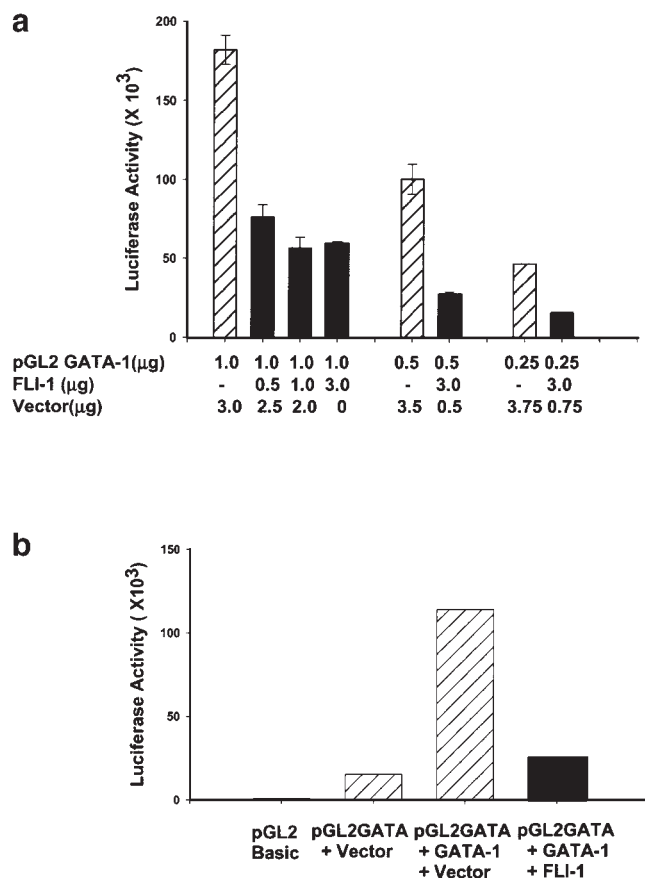 a
Luciferase Activity (X 10³)
200
150
100
50
0
pGL2 GATA-1(μg) 1.0 1.0 1.0 1.0 0.5 0.5 0.25 0.25
FLI-1 (μg) - 0.5 1.0 3.0 - 3.0 - 3.0
Vector(μg) 3.0 2.5 2.0 0 3.5 0.5 3.75 0.75
b
Luciferase Activity ( X10³)
150
100
50
0
pGL2 pGL2GATA pGL2GATA pGL2GATA
Basic + Vector + GATA-1 + GATA-1
+ Vector + FLI-1